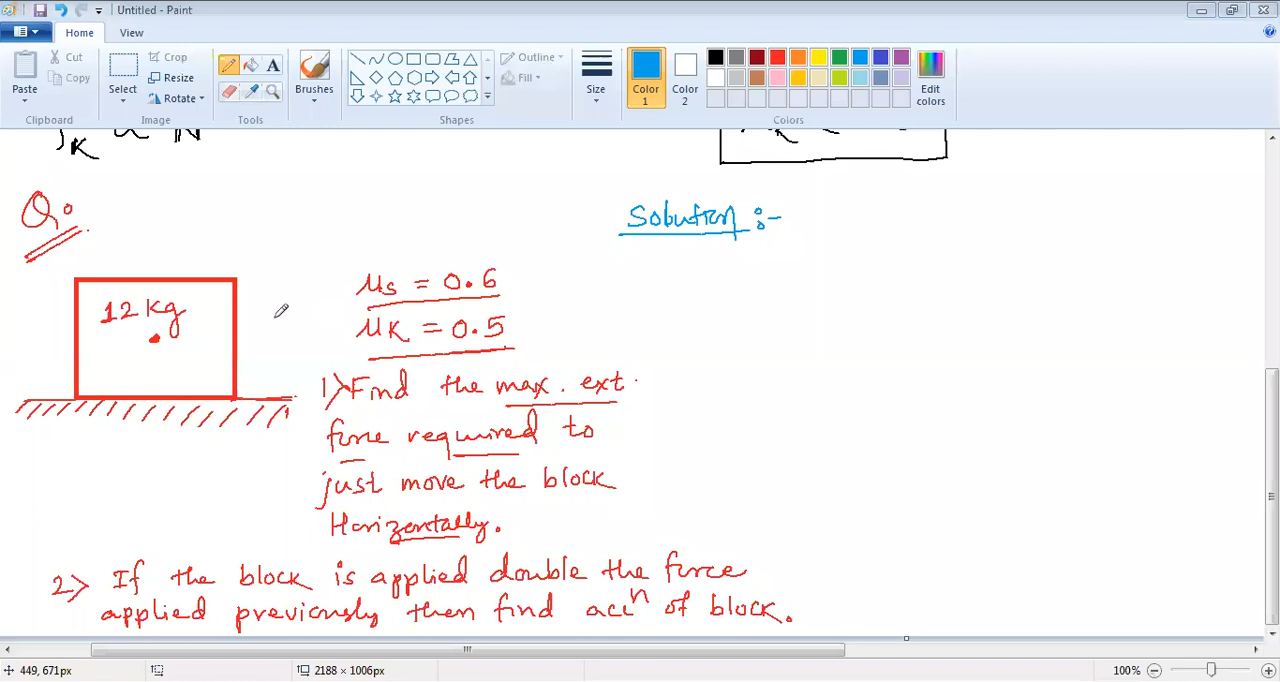 Untitled - Paint
Home
View
Paste
Cut
Copy
Clipboard
Select
Crop
Resize
Rotate
Image
A
Tools
Brushes
Shapes
Outline
Fill
Size
Color
1
Color
2
Edit
colors
Colors
Q.
12 Kg
μs = 0.6
μK = 0.5
1) Find the max. ext.
force required to
just move the block
Horizontally.
2) If the block is applied double the force
applied previously then find accⁿ of block.
Solution :-
449, 671px
2188 × 1006px
100%